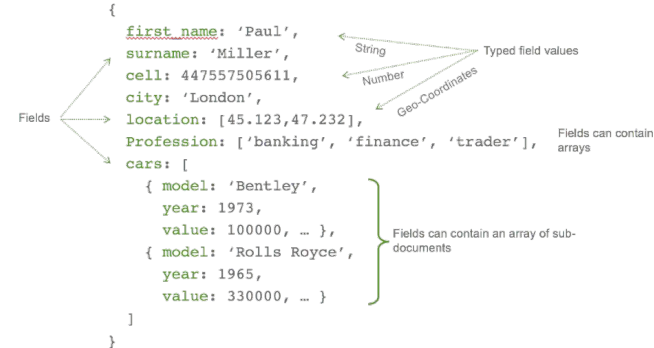 {
first_name: ‘Paul’,
String
Typed field values
surname: ‘Miller’,
cell: 447557505611,
Number
city: ‘London’,
Geo-Coordinates
Fields
location: [45.123,47.232],
Profession: [‘banking’, ‘finance’, ‘trader’],
Fields can contain
arrays
cars: [
{ model: ‘Bentley’,
year: 1973,
value: 100000, … },
Fields can contain an array of sub-
documents
{ model: ‘Rolls Royce’,
year: 1965,
value: 330000, … }
]
}